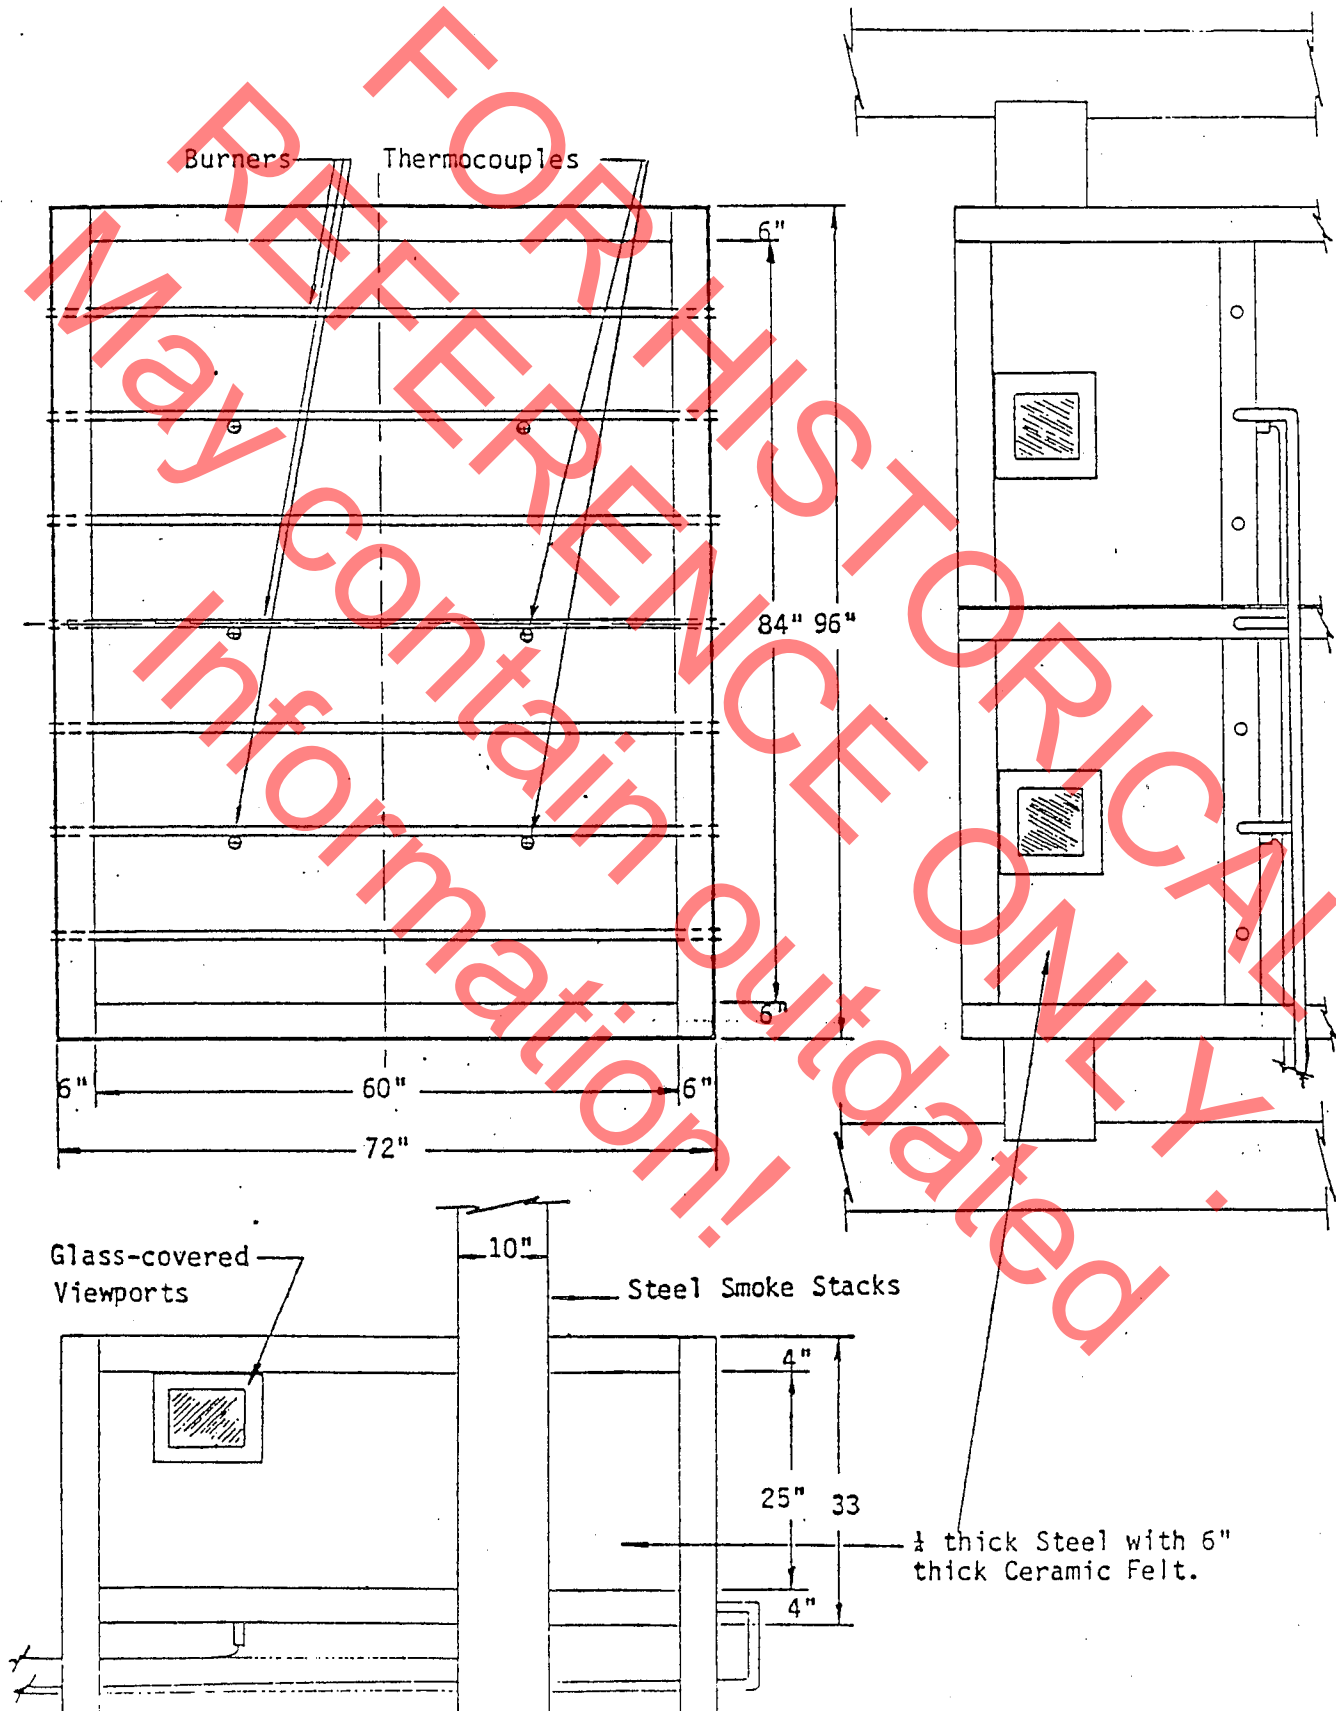 Burners
Thermocouples
6"
84" 96"
6"
6"
60"
6"
72"
Glass-covered
Viewports
10"
Steel Smoke Stacks
4"
25"
33
4"
¼ thick Steel with 6"
thick Ceramic Felt.
FOR HISTORICAL
REFERENCE ONLY.
May contain outdated
Information!